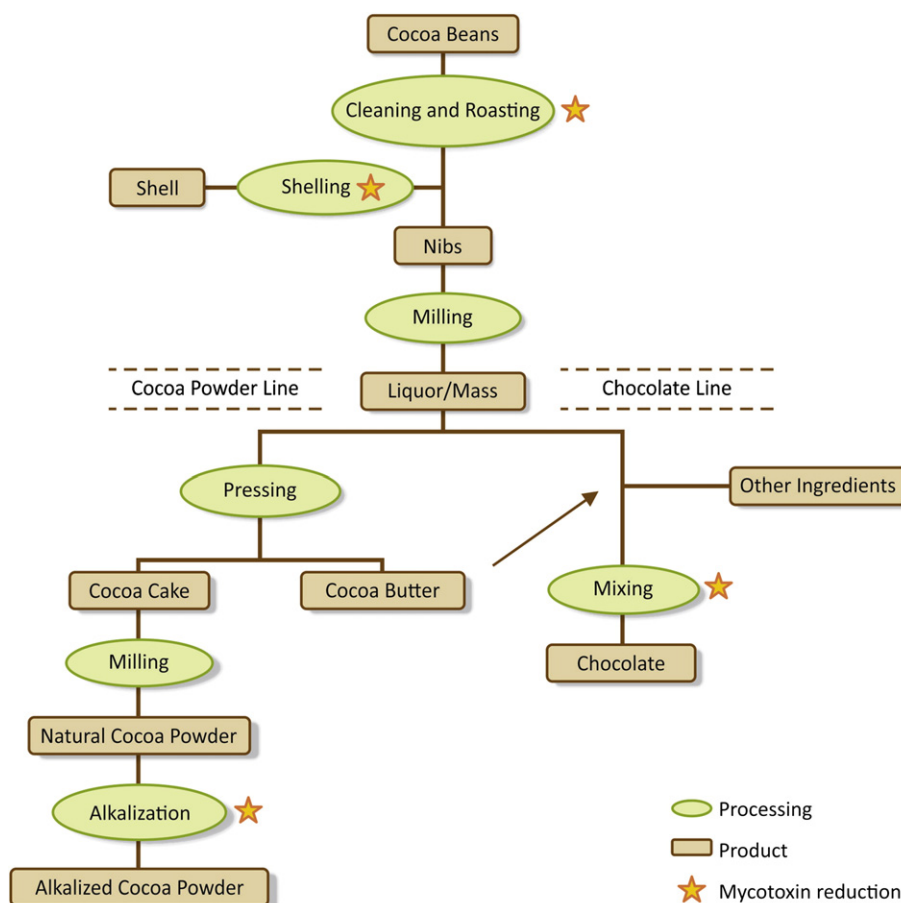 Cocoa Beans
Cleaning and Roasting
Shell
Shelling
Nibs
Milling
Cocoa Powder Line
Liquor/Mass
Chocolate Line
Pressing
Other Ingredients
Cocoa Cake
Cocoa Butter
Mixing
Milling
Chocolate
Natural Cocoa Powder
Alkalization
Alkalized Cocoa Powder
Processing
Product
Mycotoxin reduction